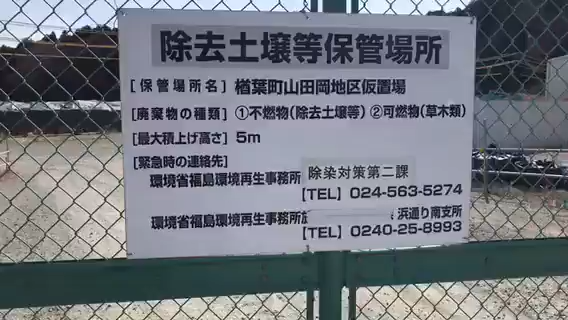 除去土壌等保管場所
[保管場所名] 楢葉町山田岡地区仮置場
[廃棄物の種類] ①不燃物(除去土壌等) ②可燃物(草木類)
[最大積上げ高さ] 5m
[緊急時の連絡先]
環境省福島環境再生事務所 除染対策第二課
【TEL】 024-563-5274
環境省福島環境再生事務所 浜通り南支所
【TEL】 0240-25-8993